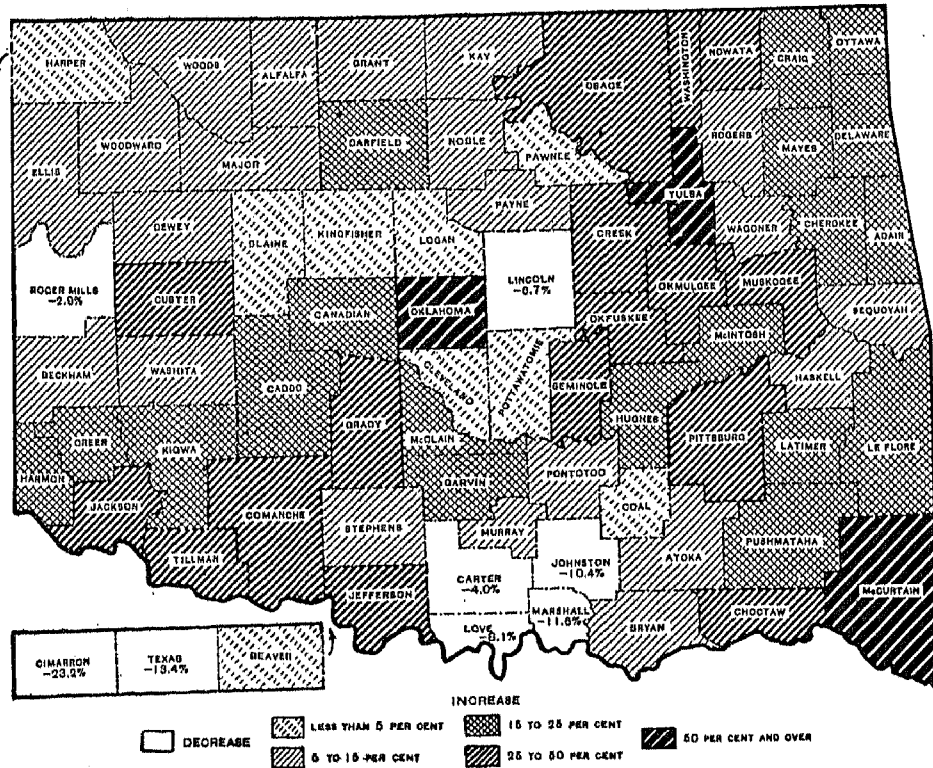 HARPER
WOODS
ALFALFA
GRANT
KAY
OSAGE
WASHINGTON
NOWATA
CRAIG
OTTAWA
ELLIS
WOODWARD
MAJOR
GARFIELD
NOBLE
PAWNEE
ROGERS
MAYES
DELAWARE
TULSA
DEWEY
BLAINE
KINGFISHER
LOGAN
PAYNE
CREEK
WAGONER
CHEROKEE
ADAIR
ROGER MILLS
-2.0%
CUSTER
CANADIAN
OKLAHOMA
LINCOLN
-0.7%
OKFUSKEE
OKMULGEE
MUSKOGEE
SEQUOYAH
MCINTOSH
BECKHAM
WASHITA
CADDO
CLEVELAND
POTTAWATOMIE
SEMINOLE
HUGHES
HASKELL
GREER
KIOWA
GRADY
MCCLAIN
PITTSBURG
LATIMER
LE FLORE
HARMON
GARVIN
PONTOTOC
JACKSON
COMANCHE
STEPHENS
MURRAY
COAL
ATOKA
PUSHMATAHA
TILLMAN
JEFFERSON
CARTER
-4.0%
JOHNSTON
-10.4%
MCCURTAIN
LOVE
MARSHALL
BRYAN
CHOCTAW
CIMARRON
-23.2%
TEXAS
-13.4%
BEAVER
INCREASE
DECREASE
LESS THAN 5 PER CENT
15 TO 25 PER CENT
50 PER CENT AND OVER
5 TO 15 PER CENT
25 TO 50 PER CENT